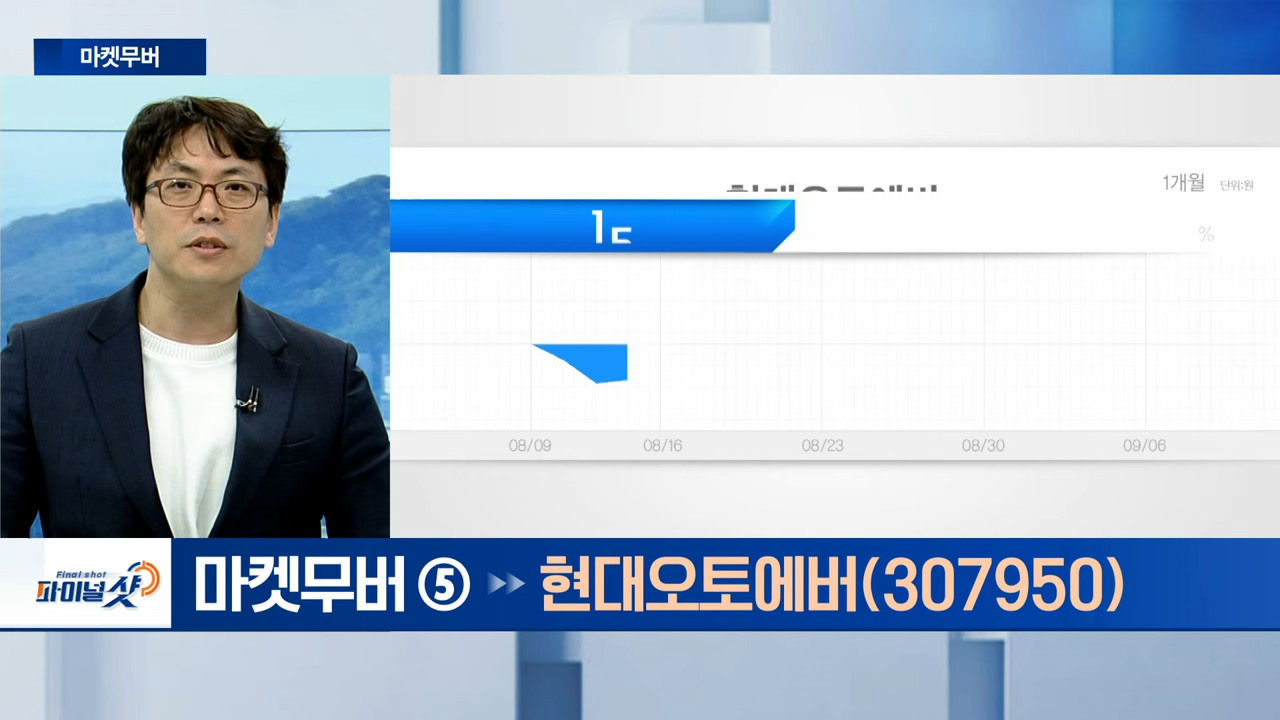 마켓무버
1개월 단위:원
%
08/09 08/16 08/23 08/30 09/06
Final shot
파이널샷
마켓무버 ⑤ 현대오토에버(307950)